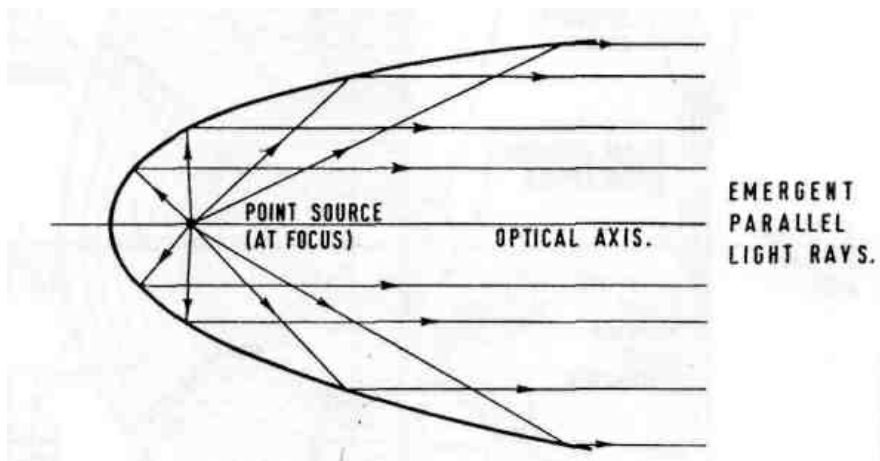 POINT SOURCE
(AT FOCUS)
OPTICAL AXIS.
EMERGENT
PARALLEL
LIGHT RAYS.